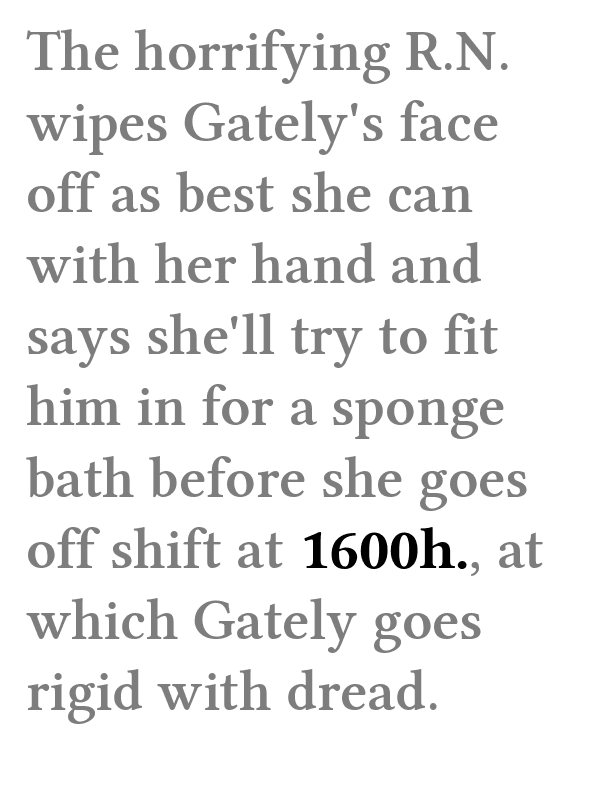 The horrifying R.N.
wipes Gately's face
off as best she can
with her hand and
says she'll try to fit
him in for a sponge
bath before she goes
off shift at 1600h., at
which Gately goes
rigid with dread.